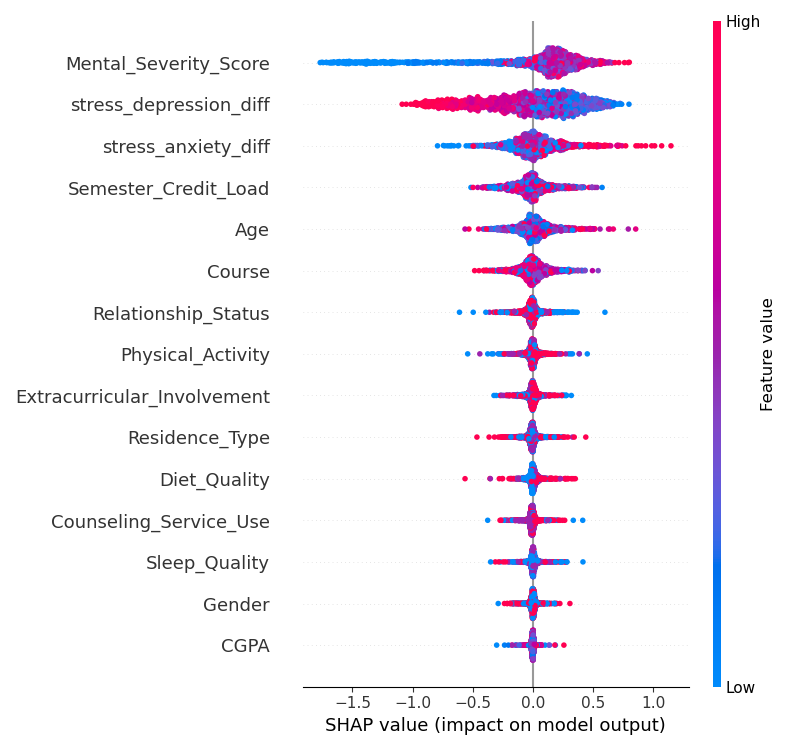 High
Mental_Severity_Score
stress_depression_diff
stress_anxiety_diff
Semester_Credit_Load
Age
Course
Relationship_Status
Physical_Activity
Extracurricular_Involvement
Residence_Type
Diet_Quality
Counseling_Service_Use
Sleep_Quality
Gender
CGPA
Feature value
Low
−1.5 −1.0 −0.5 0.0 0.5 1.0
SHAP value (impact on model output)